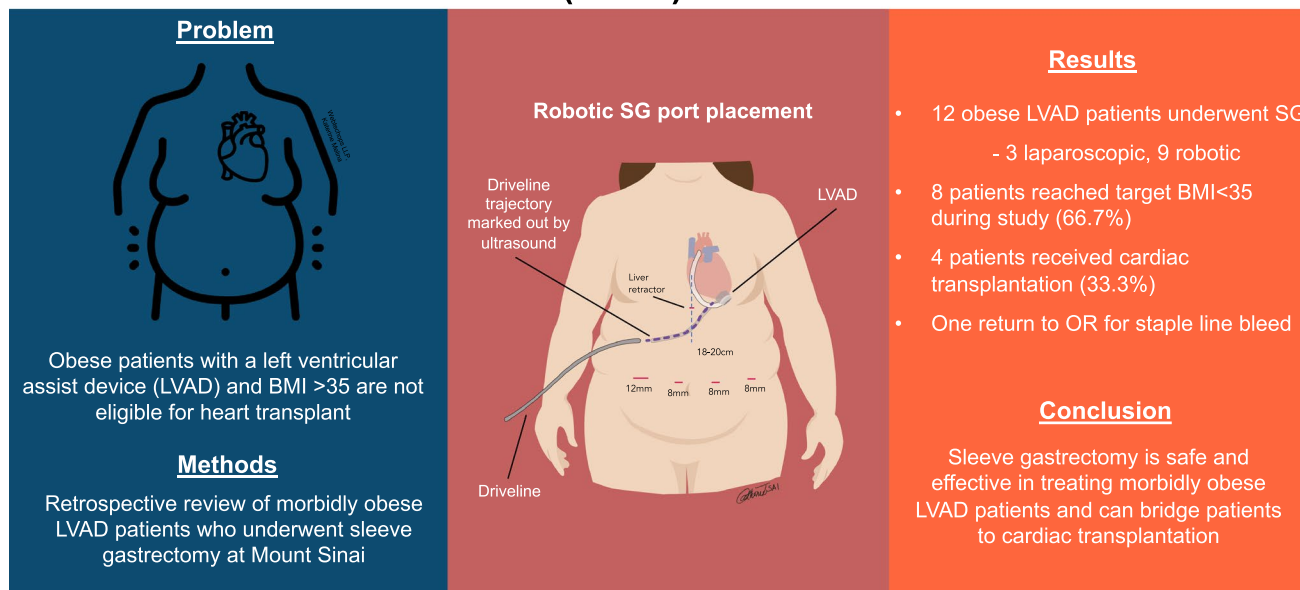 Problem
Obese patients with a left ventricular
assist device (LVAD) and BMI >35 are not
eligible for heart transplant
Methods
Retrospective review of morbidly obese
LVAD patients who underwent sleeve
gastrectomy at Mount Sinai
Robotic SG port placement
Driveline
trajectory
marked out by
ultrasound
LVAD
Liver
retractor
18-20cm
12mm
8mm
8mm
8mm
Driveline
Results
• 12 obese LVAD patients underwent SG
- 3 laparoscopic, 9 robotic
• 8 patients reached target BMI<35
during study (66.7%)
• 4 patients received cardiac
transplantation (33.3%)
• One return to OR for staple line bleed
Conclusion
Sleeve gastrectomy is safe and
effective in treating morbidly obese
LVAD patients and can bridge patients
to cardiac transplantation